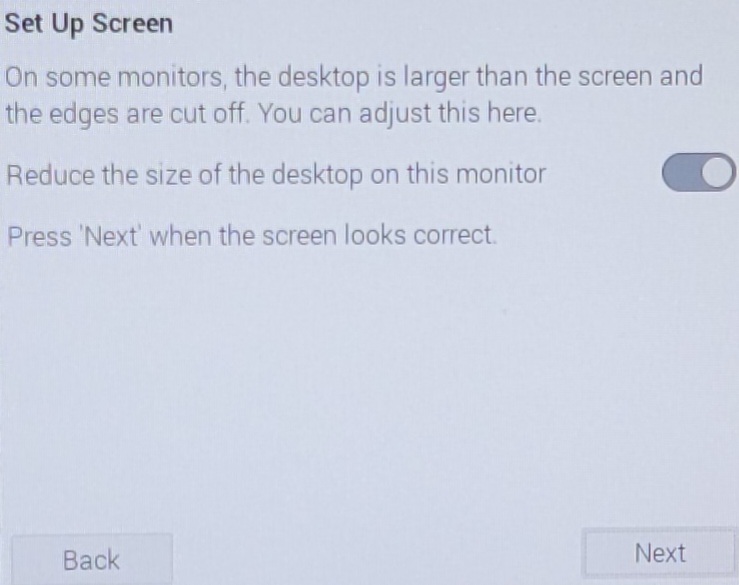 Set Up Screen
On some monitors, the desktop is larger than the screen and
the edges are cut off. You can adjust this here.
Reduce the size of the desktop on this monitor
Press 'Next' when the screen looks correct.
Back
Next